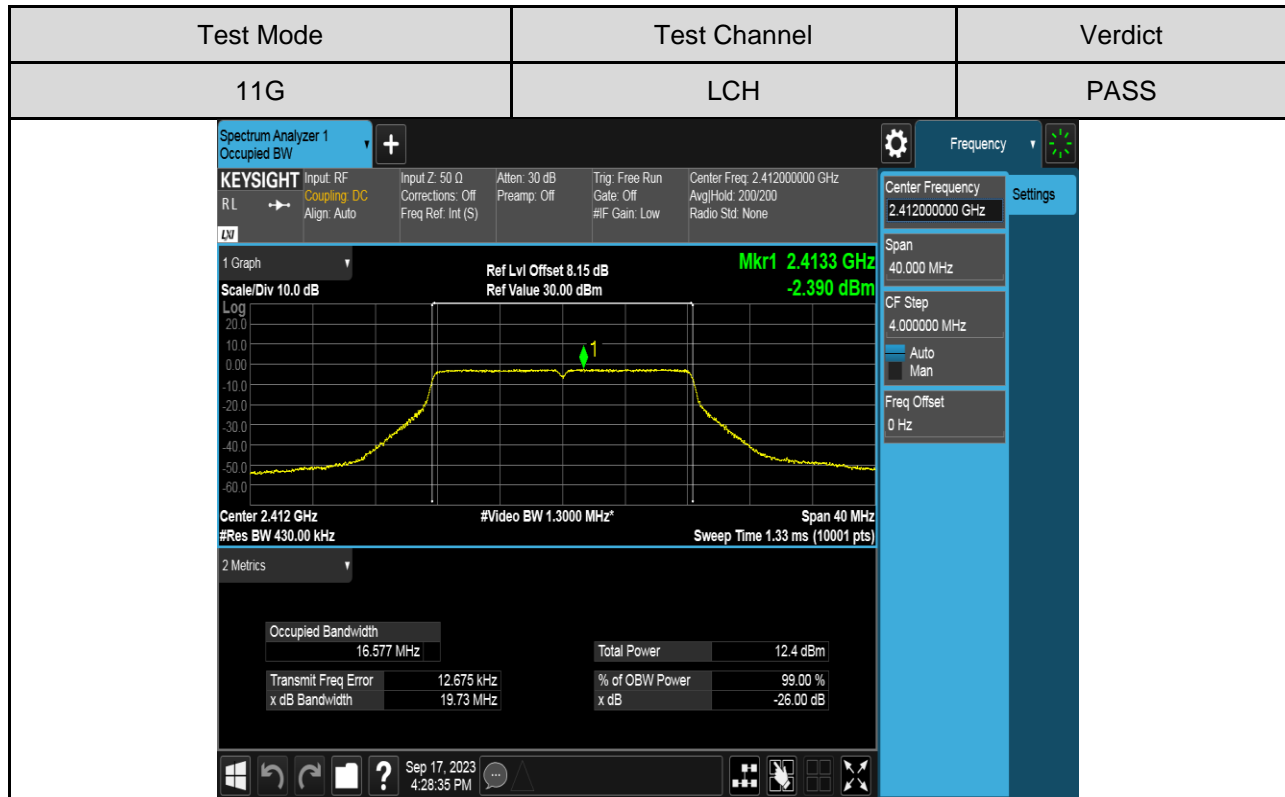 Test Mode Test Channel Verdict
11G LCH PASS
Spectrum Analyzer 1
Occupied BW
+
Frequency
KEYSIGHT Input: RF Input Z: 50 Ω Atten: 30 dB Trig: Free Run Center Freq: 2.412000000 GHz
RL Coupling: DC Corrections: Off Preamp: Off Gate: Off Avg|Hold: 200/200
Align: Auto Freq Ref: Int (S) #IF Gain: Low Radio Std: None
LXI
Center Frequency
2.412000000 GHz
Settings
Span
40.000 MHz
CF Step
4.000000 MHz
Auto
Man
Freq Offset
0 Hz
1 Graph
Scale/Div 10.0 dB
Ref Lvl Offset 8.15 dB
Ref Value 30.00 dBm
Mkr1 2.4133 GHz
-2.390 dBm
Log
20.0
10.0
0.00
-10.0
-20.0
-30.0
-40.0
-50.0
-60.0
1
Center 2.412 GHz #Video BW 1.3000 MHz* Span 40 MHz
#Res BW 430.00 kHz Sweep Time 1.33 ms (10001 pts)
2 Metrics
Occupied Bandwidth
16.577 MHz Total Power 12.4 dBm
Transmit Freq Error 12.675 kHz % of OBW Power 99.00 %
x dB Bandwidth 19.73 MHz x dB -26.00 dB
?
Sep 17, 2023
4:28:35 PM